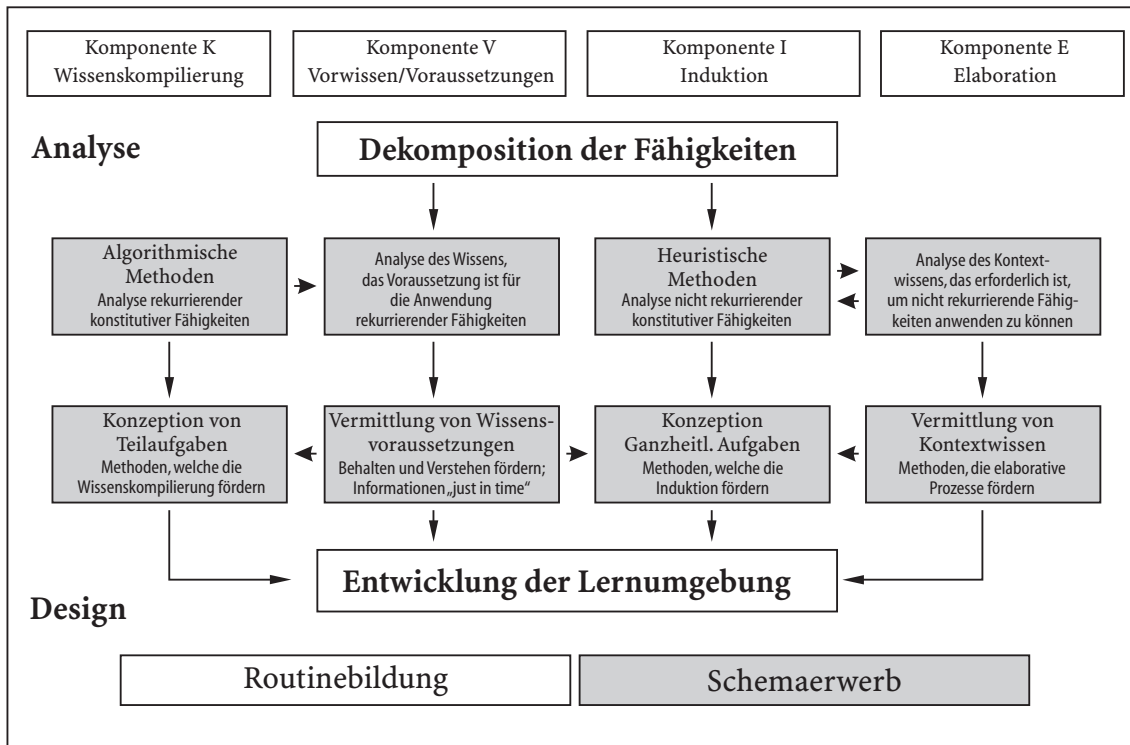 Komponente K
Wissenskompilierung
Komponente V
Vorwissen/Voraussetzungen
Komponente I
Induktion
Komponente E
Elaboration
Analyse
Dekomposition der Fähigkeiten
Algorithmische
Methoden
Analyse rekurrierender
konstitutiver Fähigkeiten
Analyse des Wissens,
das Voraussetzung ist für
die Anwendung
rekurrierender Fähigkeiten
Heuristische
Methoden
Analyse nicht rekurrierender
konstitutiver Fähigkeiten
Analyse des Kontext-
wissens, das erforderlich ist,
um nicht rekurrierende Fähig-
keiten anwenden zu können
Konzeption von
Teilaufgaben
Methoden, welche die
Wissenskompilierung fördern
Vermittlung von Wissens-
voraussetzungen
Behalten und Verstehen fördern;
Informationen „just in time“
Konzeption
Ganzheitl. Aufgaben
Methoden, welche die
Induktion fördern
Vermittlung von
Kontextwissen
Methoden, die elaborative
Prozesse fördern
Entwicklung der Lernumgebung
Design
Routinebildung
Schemaerwerb